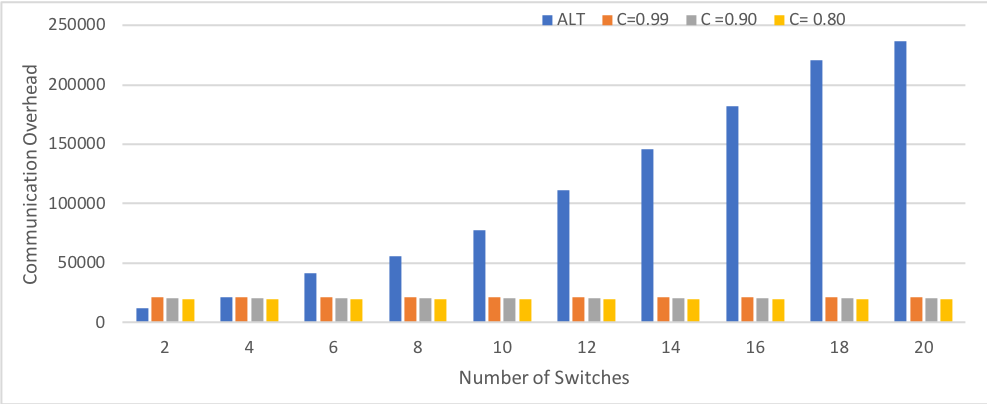 ALT C=0.99 C =0.90 C= 0.80
250000
200000
150000
100000
50000
0
Communication Overhead
2 4 6 8 10 12 14 16 18 20
Number of Switches